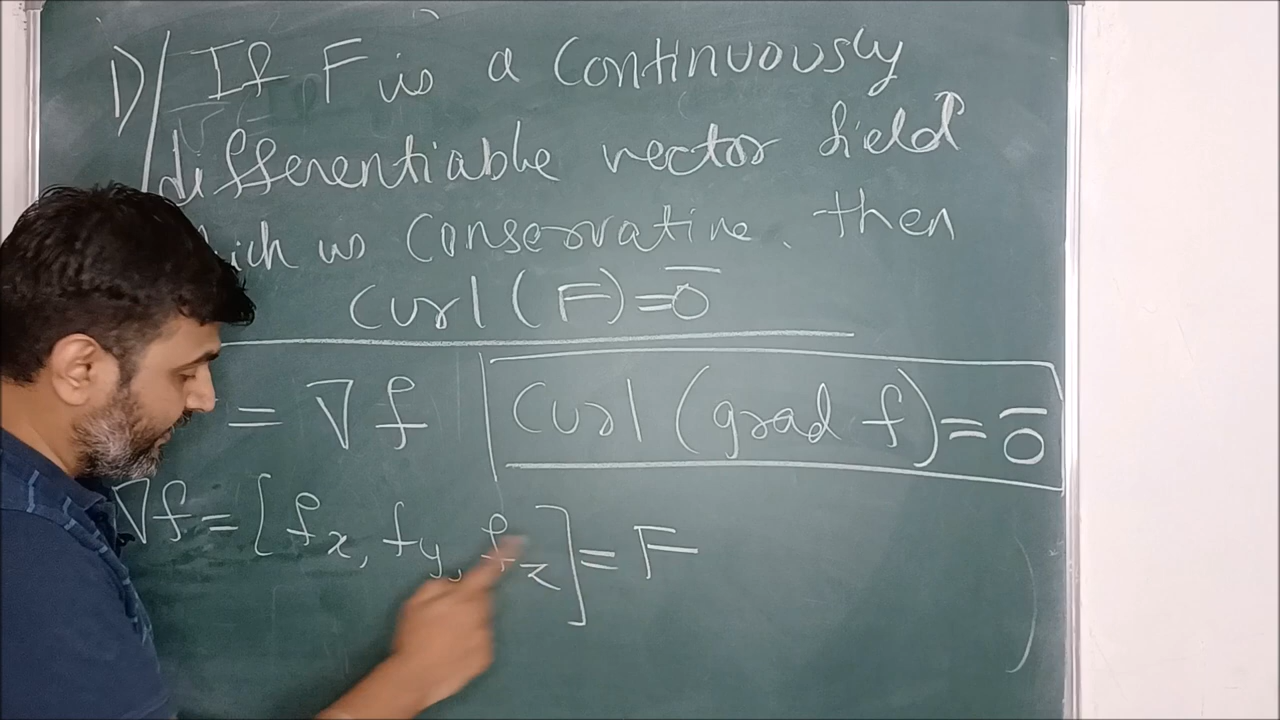 1) If F is a continuously
differentiable vector field
which is conservative. then
curl (F) = 0̅
= ∇f
Curl (grad f) = 0̅
∇f = [fx, fy, fz] = F